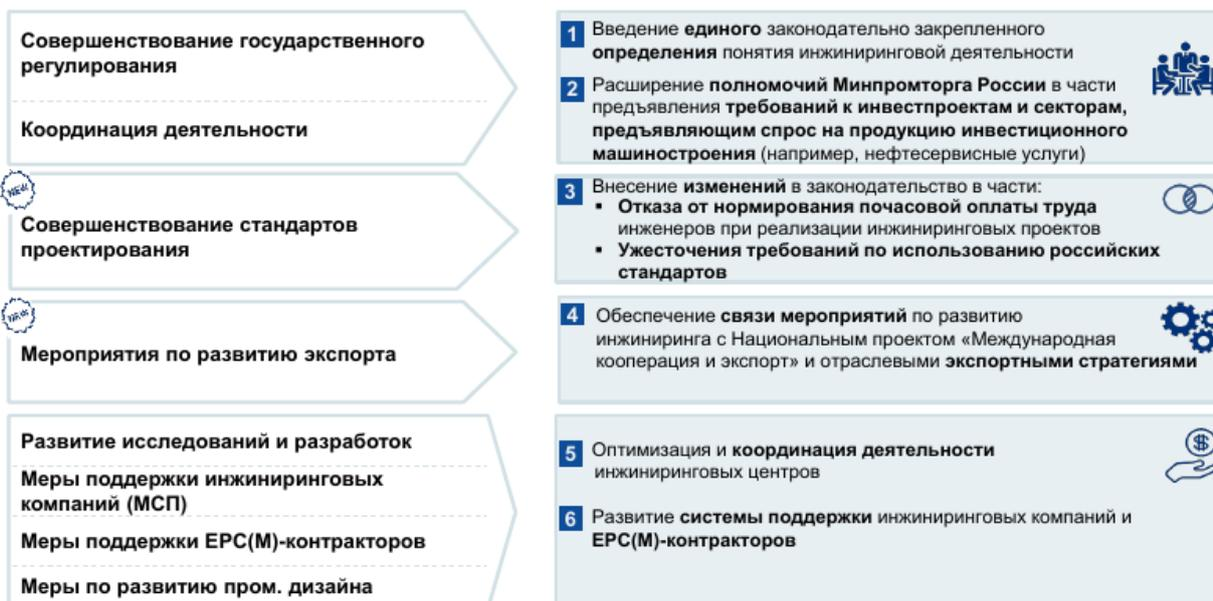 Совершенствование государственного
регулирования
Координация деятельности
1 Введение единого законодательно закрепленного
определения понятия инжиниринговой деятельности
2 Расширение полномочий Минпромторга России в части
предъявления требований к инвестпроектам и секторам,
предъявляющим спрос на продукцию инвестиционного
машиностроения (например, нефтесервисные услуги)
NEW
Совершенствование стандартов
проектирования
3 Внесение изменений в законодательство в части:
▪ Отказа от нормирования почасовой оплаты труда
инженеров при реализации инжиниринговых проектов
▪ Ужесточения требований по использованию российских
стандартов
NEW
Мероприятия по развитию экспорта
4 Обеспечение связи мероприятий по развитию
инжиниринга с Национальным проектом «Международная
кооперация и экспорт» и отраслевыми экспортными стратегиями
Развитие исследований и разработок
Меры поддержки инжиниринговых
компаний (МСП)
Меры поддержки EPC(M)-контракторов
Меры по развитию пром. дизайна
5 Оптимизация и координация деятельности
инжиниринговых центров
6 Развитие системы поддержки инжиниринговых компаний и
EPC(M)-контракторов
$